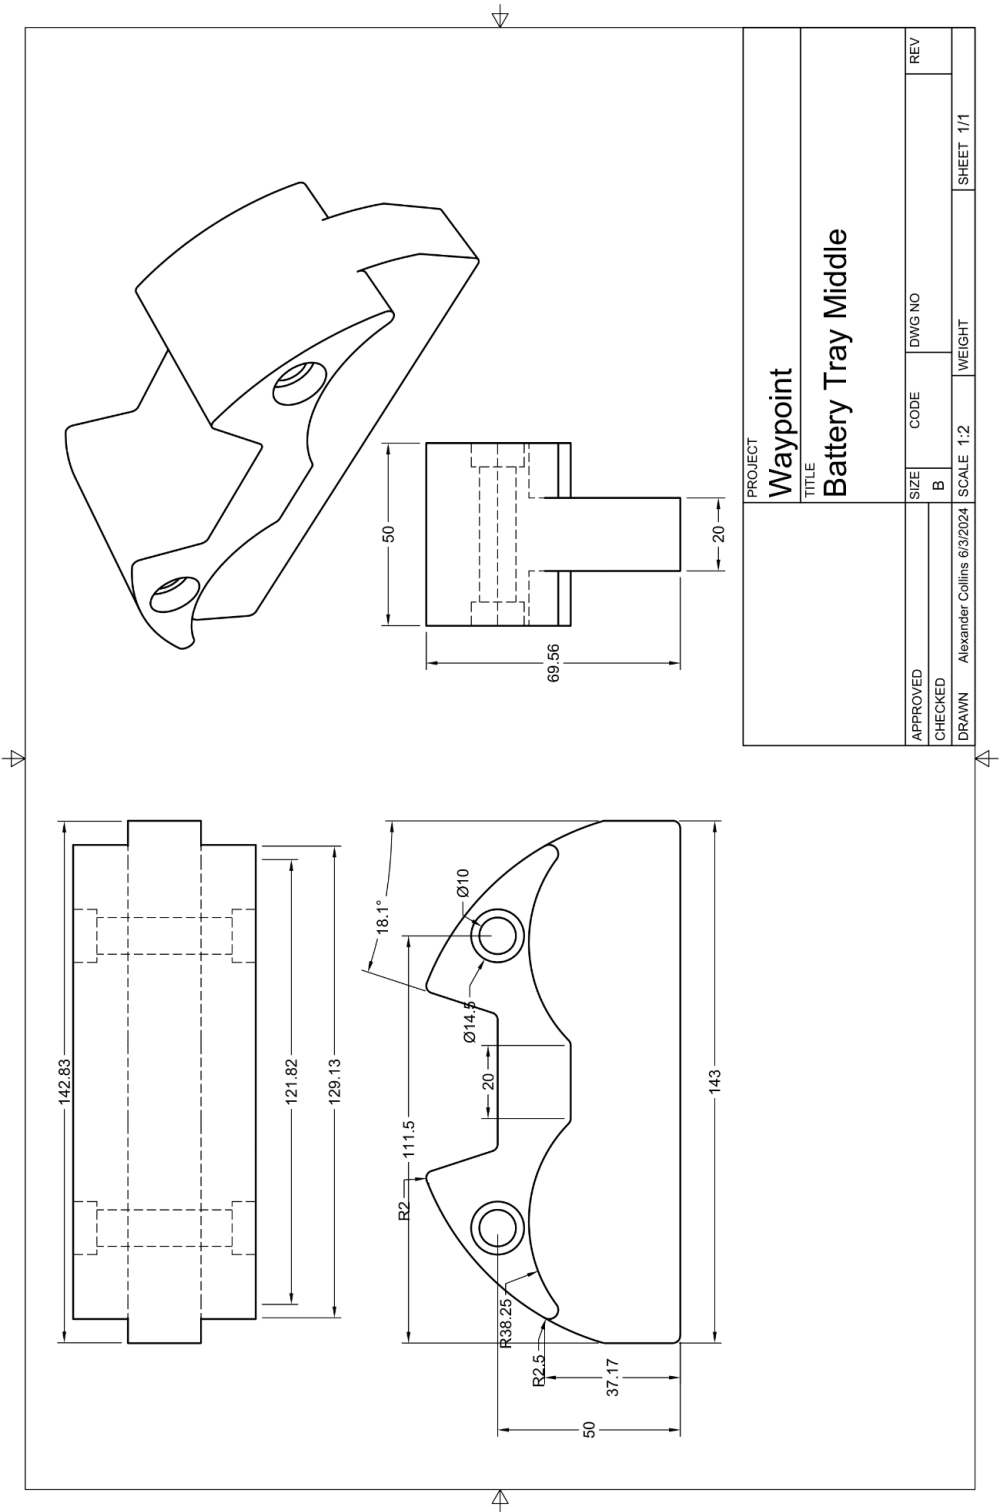 142.83
121.82
129.13
18.1°
Ø10
Ø14.5
111.5
20
R2
R38.25
R2.5
37.17
50
143
50
69.56
20
PROJECT
Waypoint
TITLE
Battery Tray Middle
APPROVED
CHECKED
DRAWN Alexander Collins 6/3/2024
SIZE CODE DWG NO REV
B
SCALE 1:2 WEIGHT SHEET 1/1